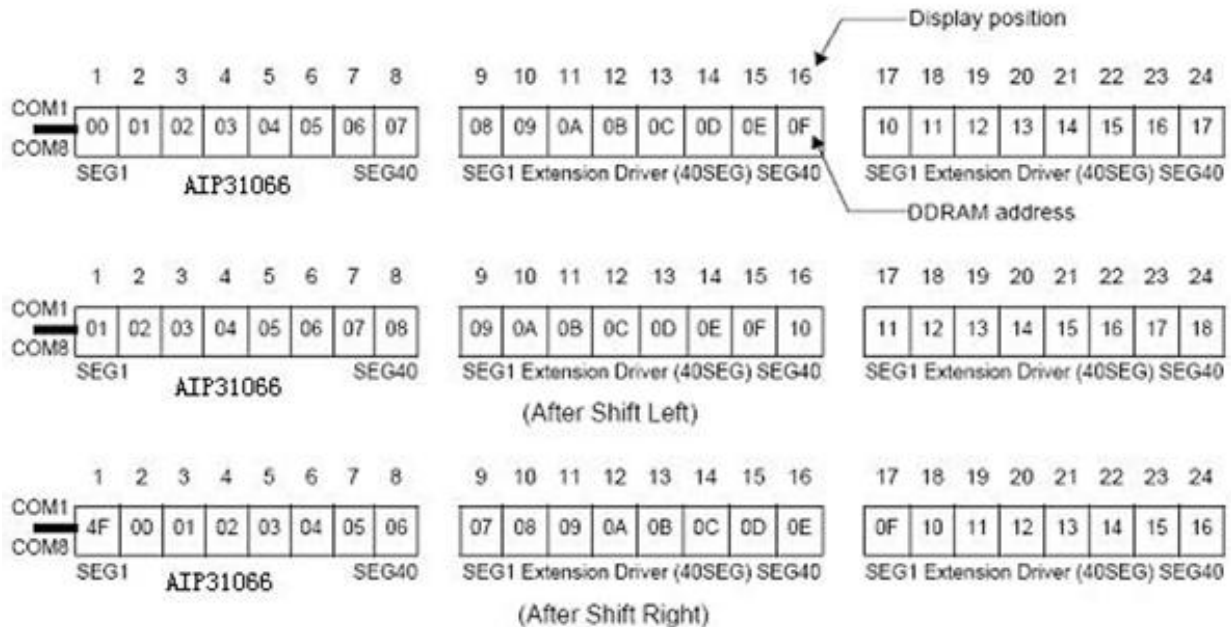 Display position
1 2 3 4 5 6 7 8 9 10 11 12 13 14 15 16 17 18 19 20 21 22 23 24
COM1
00 01 02 03 04 05 06 07 08 09 0A 0B 0C 0D 0E 0F 10 11 12 13 14 15 16 17
COM8
SEG1 AIP31066 SEG40 SEG1 Extension Driver (40SEG) SEG40 SEG1 Extension Driver (40SEG) SEG40
DDRAM address
1 2 3 4 5 6 7 8 9 10 11 12 13 14 15 16 17 18 19 20 21 22 23 24
COM1
01 02 03 04 05 06 07 08 09 0A 0B 0C 0D 0E 0F 10 11 12 13 14 15 16 17 18
COM8
SEG1 AIP31066 SEG40 SEG1 Extension Driver (40SEG) SEG40 SEG1 Extension Driver (40SEG) SEG40
(After Shift Left)
1 2 3 4 5 6 7 8 9 10 11 12 13 14 15 16 17 18 19 20 21 22 23 24
COM1
4F 00 01 02 03 04 05 06 07 08 09 0A 0B 0C 0D 0E 0F 10 11 12 13 14 15 16
COM8
SEG1 AIP31066 SEG40 SEG1 Extension Driver (40SEG) SEG40 SEG1 Extension Driver (40SEG) SEG40
(After Shift Right)